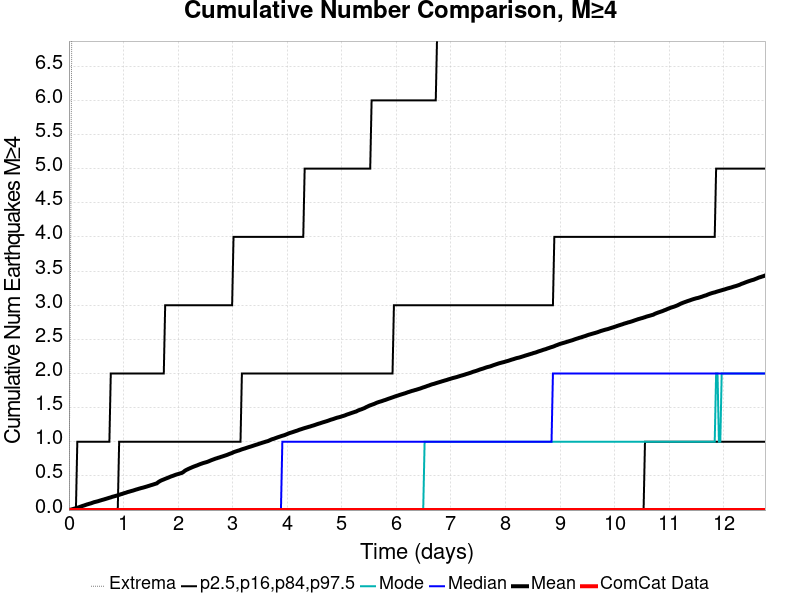 Cumulative Number Comparison, M≥4
Cumulative Num Earthquakes M≥4
6.5
6.0
5.5
5.0
4.5
4.0
3.5
3.0
2.5
2.0
1.5
1.0
0.5
0.0
0 1 2 3 4 5 6 7 8 9 10 11 12
Time (days)
Extrema p2.5,p16,p84,p97.5 Mode Median Mean ComCat Data